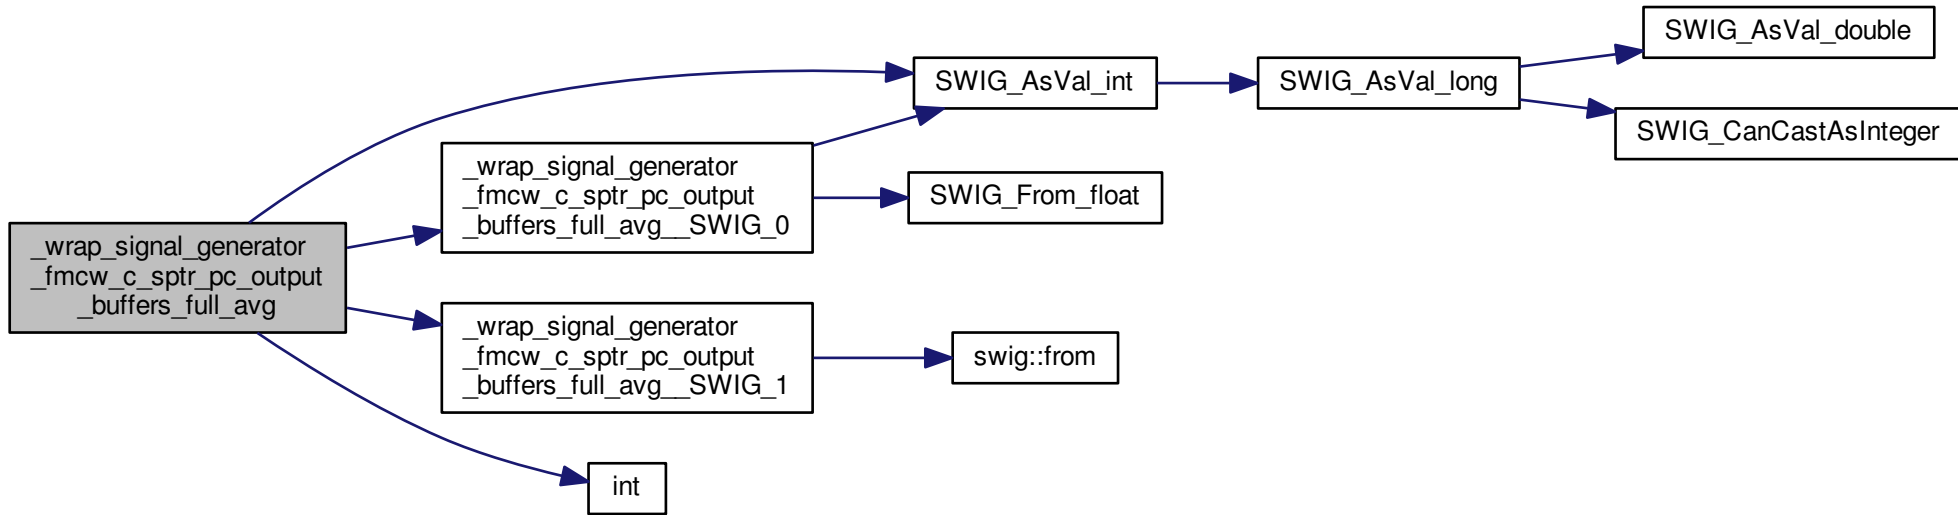 _wrap_signal_generator
_fmcw_c_sptr_pc_output
_buffers_full_avg
_wrap_signal_generator
_fmcw_c_sptr_pc_output
_buffers_full_avg__SWIG_0
_wrap_signal_generator
_fmcw_c_sptr_pc_output
_buffers_full_avg__SWIG_1
int
SWIG_AsVal_int
SWIG_From_float
swig::from
SWIG_AsVal_long
SWIG_AsVal_double
SWIG_CanCastAsInteger